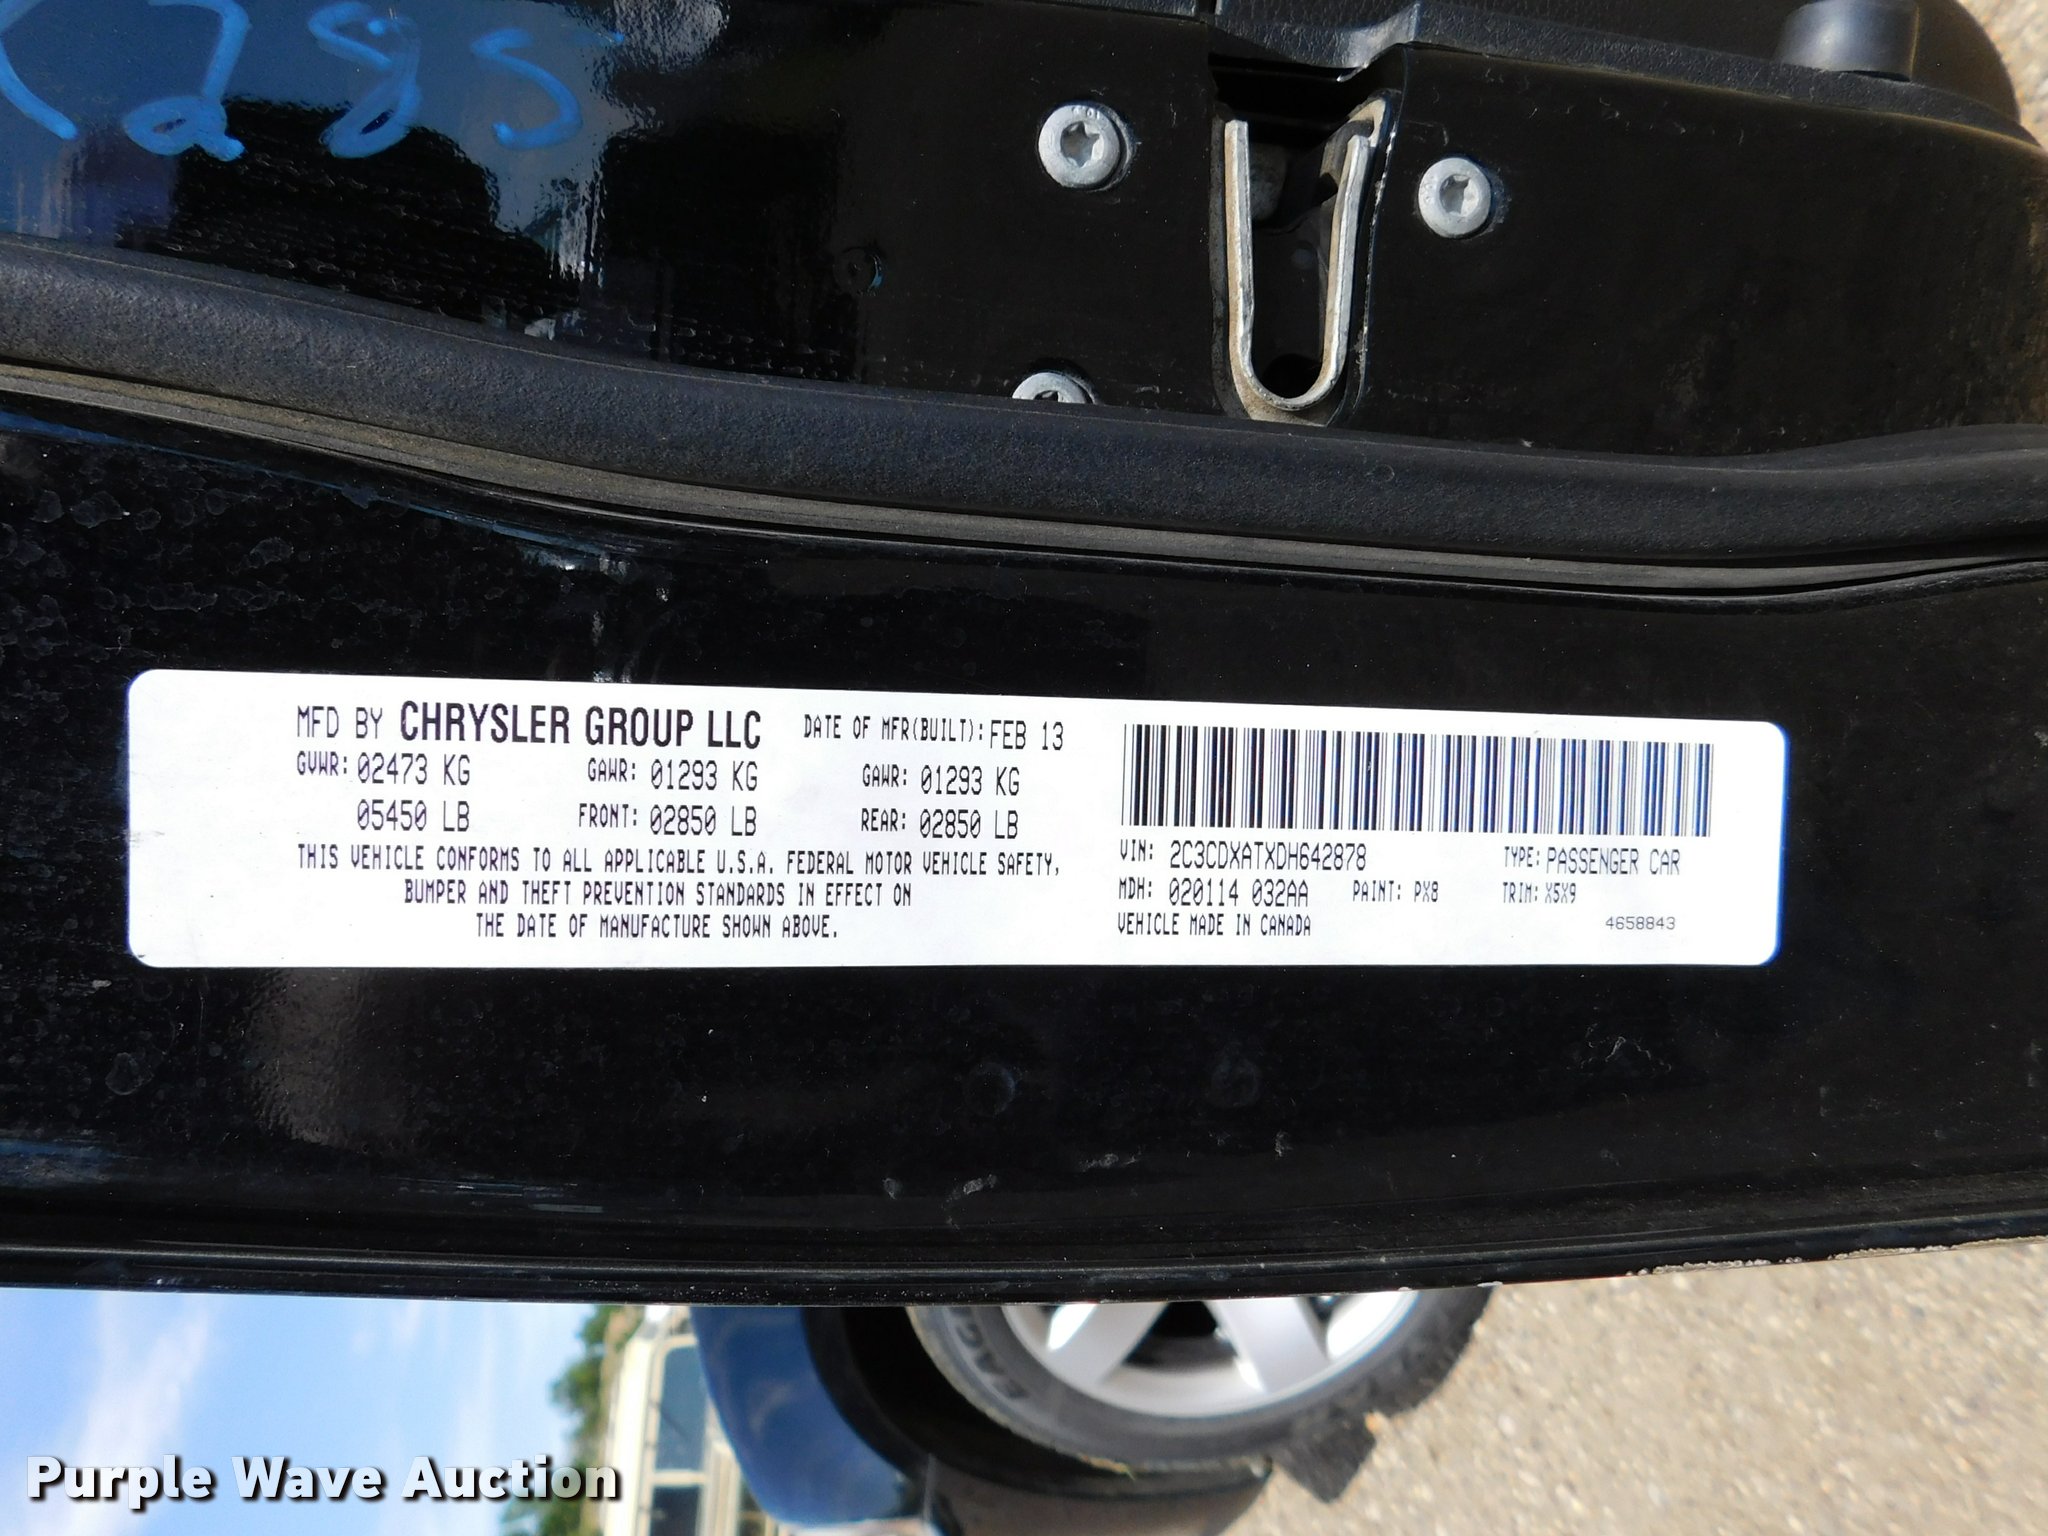 285
MFD BY CHRYSLER GROUP LLC DATE OF MFR(BUILT): FEB 13
GVWR: 02473 KG GAWR: 01293 KG GAWR: 01293 KG
05450 LB FRONT: 02850 LB REAR: 02850 LB
THIS VEHICLE CONFORMS TO ALL APPLICABLE U.S.A. FEDERAL MOTOR VEHICLE SAFETY,
BUMPER AND THEFT PREVENTION STANDARDS IN EFFECT ON
THE DATE OF MANUFACTURE SHOWN ABOVE.
VIN: 2C3CDXATXDH642878 TYPE: PASSENGER CAR
MDH: 020114 032AA PAINT: PX8 TRIM: X5X9
VEHICLE MADE IN CANADA 4658843
Purple Wave Auction